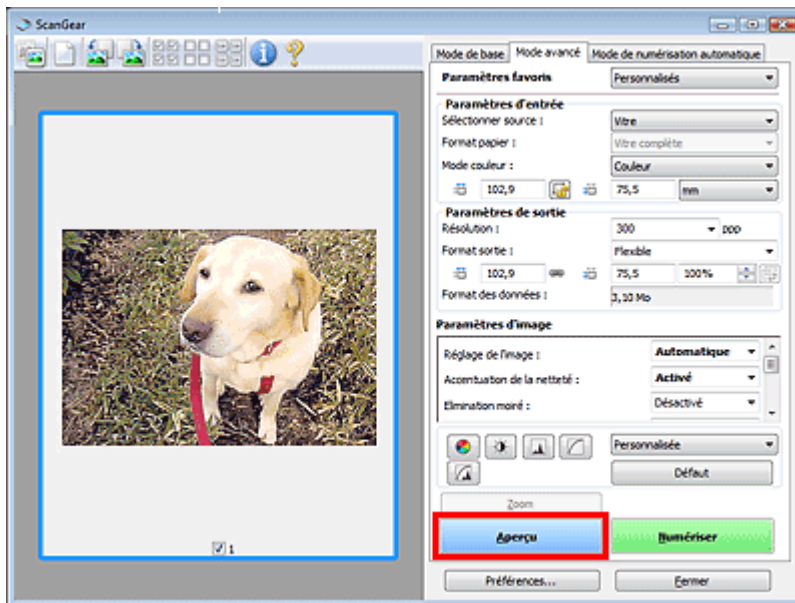 ScanGear
Mode de base Mode avancé Mode de numérisation automatique
Paramètres favoris Personnalisés
Paramètres d'entrée
Sélectionner source : Vitre
Format papier : Vitre complète
Mode couleur : Couleur
102,9 75,5 mm
Paramètres de sortie
Résolution : 300 ppp
Format sortie : Flexible
102,9 75,5 100%
Format des données : 3,10 Mo
Paramètres d'image
Réglage de l'image : Automatique
Accentuation de la netteté : Activé
Elimination moiré : Désactivé
Personnalisée
Défaut
Zoom
Aperçu Numériser
1
Préférences... Fermer